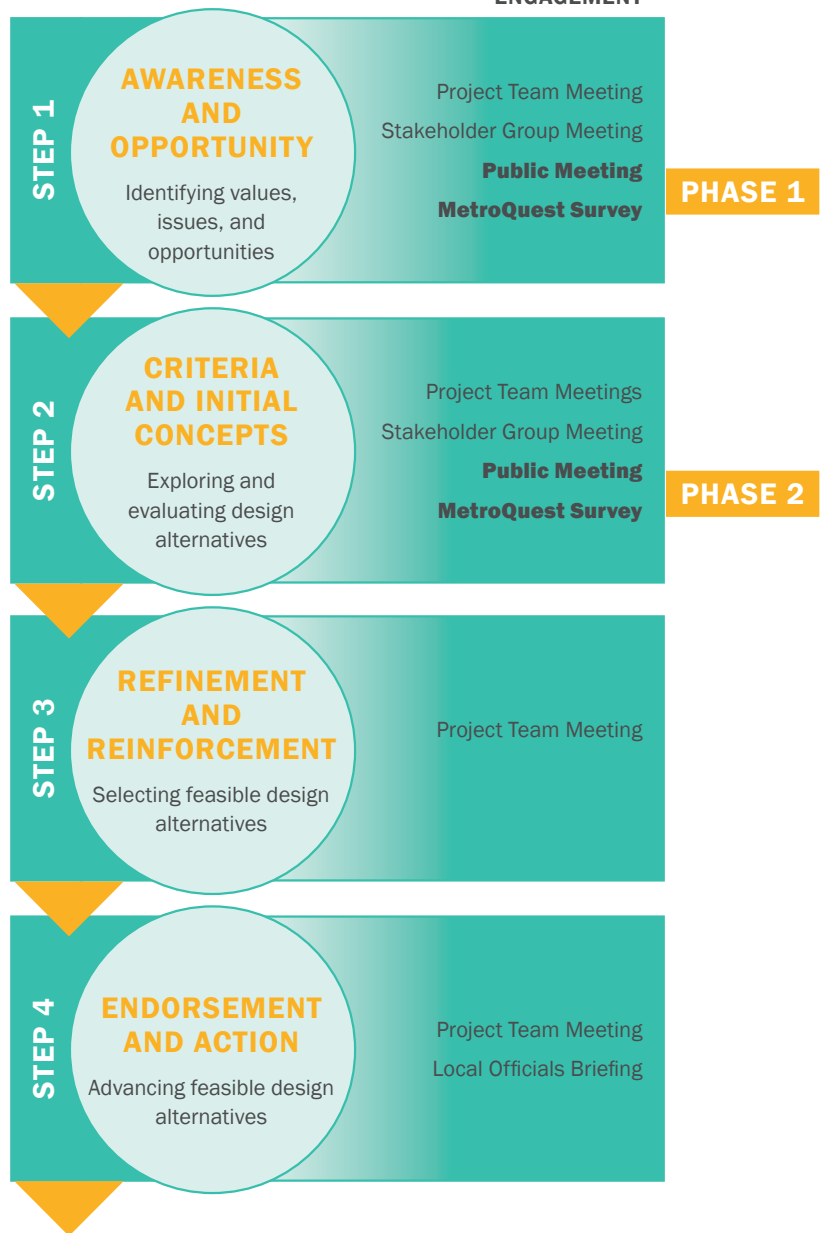 ENGAGEMENT
STEP 1
AWARENESS
AND
OPPORTUNITY
Identifying values,
issues, and
opportunities
Project Team Meeting
Stakeholder Group Meeting
Public Meeting
MetroQuest Survey
PHASE 1
STEP 2
CRITERIA
AND INITIAL
CONCEPTS
Exploring and
evaluating design
alternatives
Project Team Meetings
Stakeholder Group Meeting
Public Meeting
MetroQuest Survey
PHASE 2
STEP 3
REFINEMENT
AND
REINFORCEMENT
Selecting feasible design
alternatives
Project Team Meeting
STEP 4
ENDORSEMENT
AND ACTION
Advancing feasible design
alternatives
Project Team Meeting
Local Officials Briefing